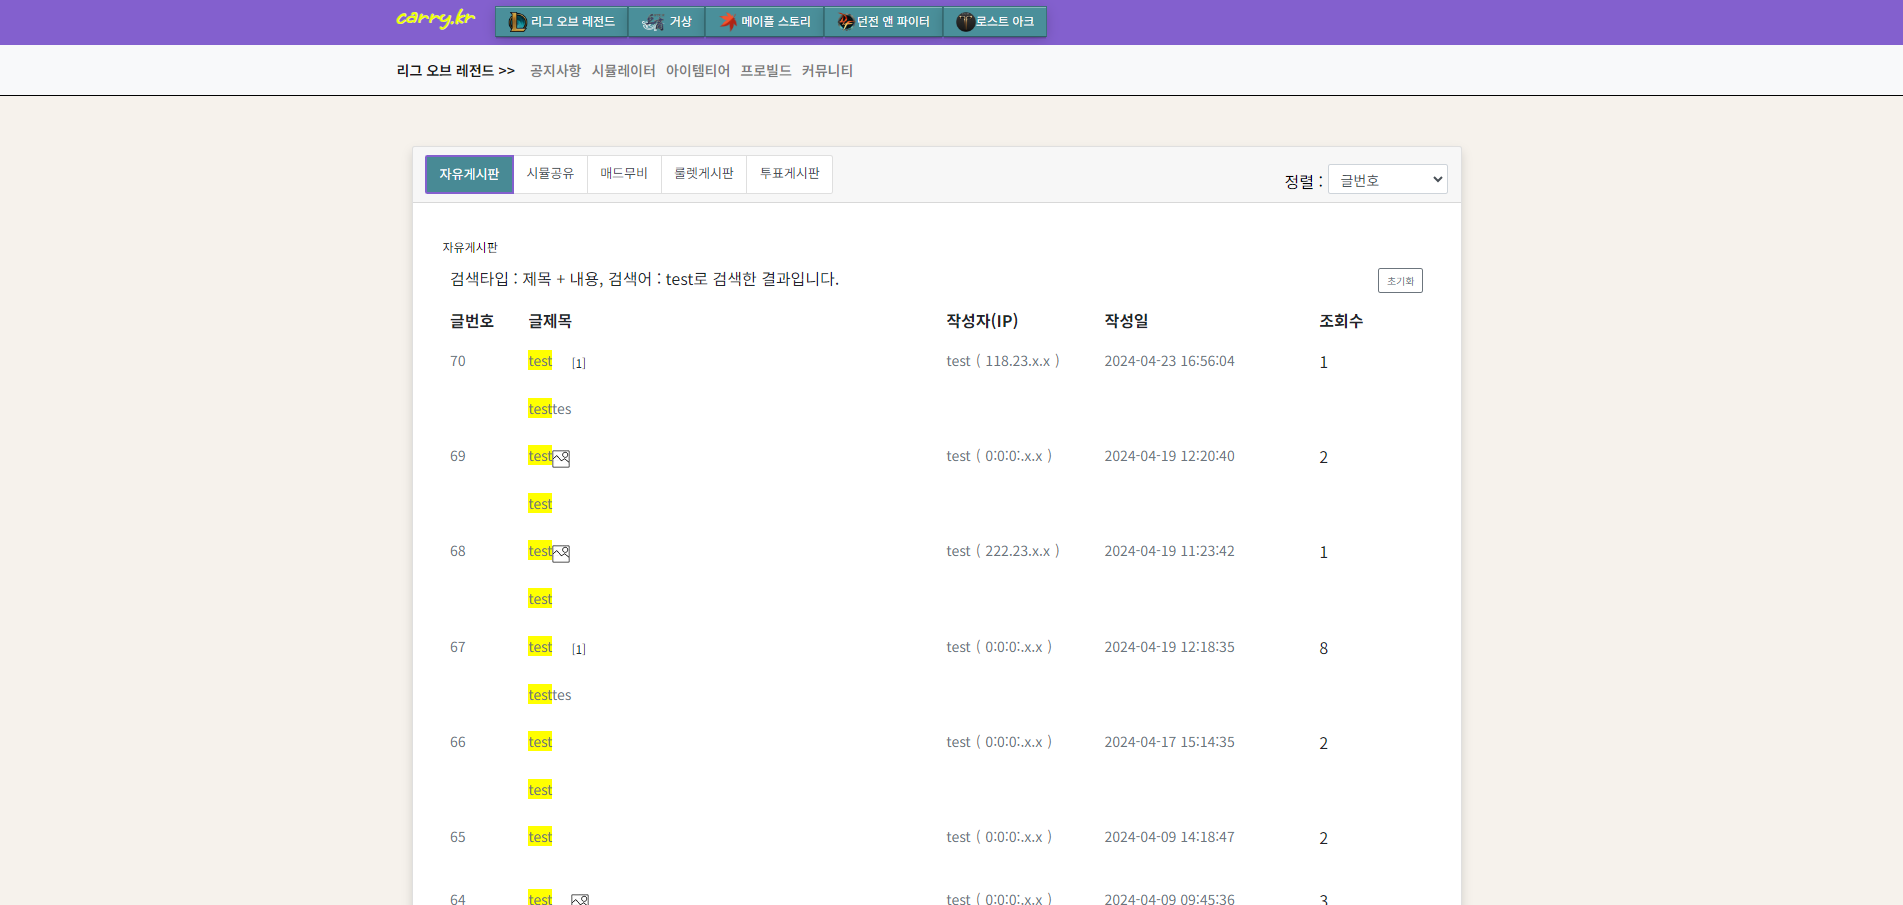 carry.kr 리그 오브 레전드 거상 메이플 스토리 던전 앤 파이터 로스트 아크
리그 오브 레전드 >> 공지사항 시뮬레이터 아이템티어 프로빌드 커뮤니티
자유게시판 시뮬공유 매드무비 룰렛게시판 투표게시판 정렬 : 글번호
자유게시판
검색타입 : 제목 + 내용, 검색어 : test로 검색한 결과입니다. 초기화
글번호 글제목 작성자(IP) 작성일 조회수
70 test [1] test ( 118.23.x.x ) 2024-04-23 16:56:04 1
testtes
69 test test ( 0:0:0:.x.x ) 2024-04-19 12:20:40 2
test
68 test test ( 222.23.x.x ) 2024-04-19 11:23:42 1
test
67 test [1] test ( 0:0:0:.x.x ) 2024-04-19 12:18:35 8
testtes
66 test test ( 0:0:0:.x.x ) 2024-04-17 15:14:35 2
test
65 test test ( 0:0:0:.x.x ) 2024-04-09 14:18:47 2
64 test test ( 0:0:0:.x.x ) 2024-04-09 09:45:36 3